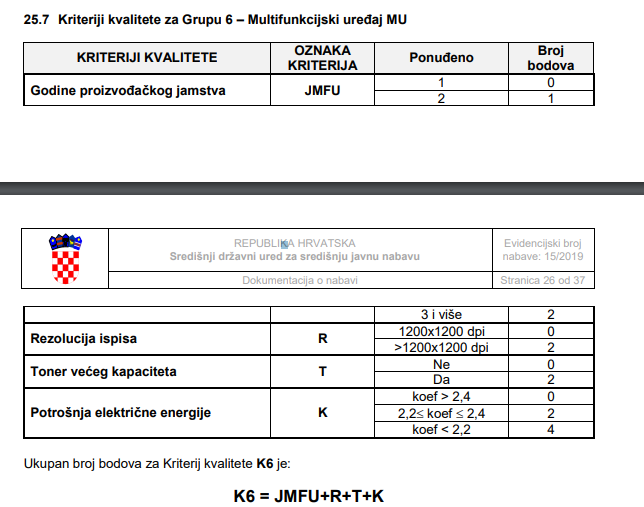 25.7 Kriteriji kvalitete za Grupu 6 – Multifunkcijski uređaj MU
KRITERIJI KVALITETE OZNAKA KRITERIJA Ponuđeno Broj bodova
Godine proizvođačkog jamstva JMFU 1 0
2 1
REPUBLIKA HRVATSKA
Središnji državni ured za središnju javnu nabavu
Evidencijski broj
nabave: 15/2019
Dokumentacija o nabavi Stranica 26 od 37
3 i više 2
Rezolucija ispisa R 1200x1200 dpi 0
>1200x1200 dpi 2
Toner većeg kapaciteta T Ne 0
Da 2
Potrošnja električne energije K koef > 2,4 0
2,2≤ koef ≤ 2,4 2
koef < 2,2 4
Ukupan broj bodova za Kriterij kvalitete K6 je:
K6 = JMFU+R+T+K